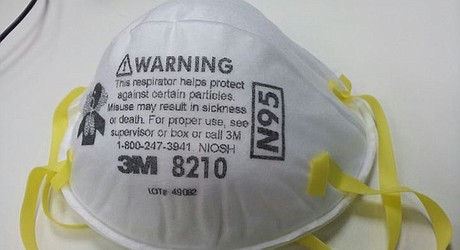 ⚠WARNING
This respirator helps protect
against certain particles.
Misuse may result in sickness
or death. For proper use, see
supervisor or box or call 3M
1-800-247-3941 NIOSH
3M 8210
N95